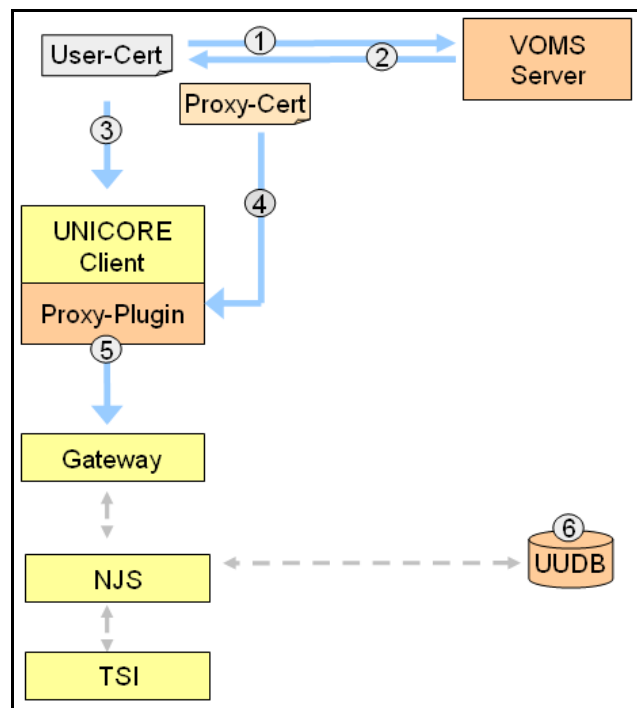 User-Cert
1
2
VOMS
Server
Proxy-Cert
3
4
UNICORE
Client
Proxy-Plugin
5
Gateway
6
UUDB
NJS
TSI